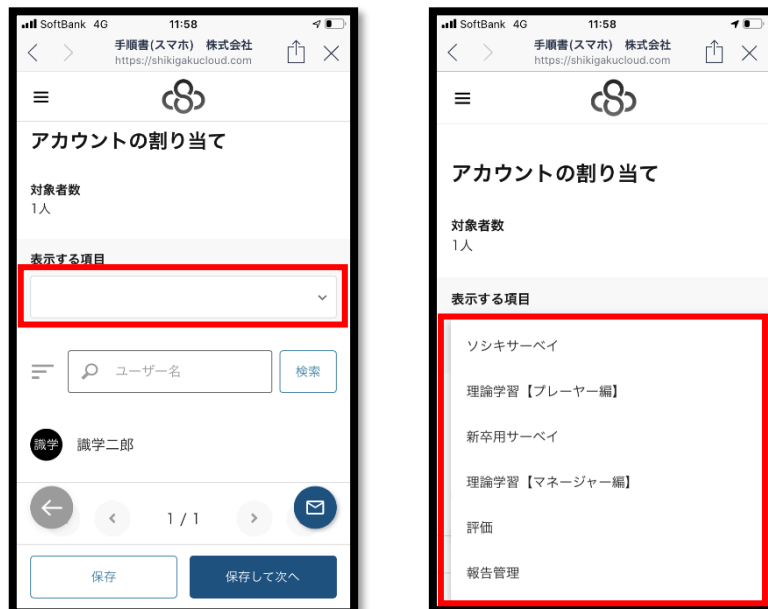 SoftBank 4G 11:58
手順書(スマホ) 株式会社
https://shikigakucloud.com
アカウントの割り当て
対象者数
1人
表示する項目
ユーザー名
検索
識学 識学二郎
1 / 1
保存
保存して次へ
SoftBank 4G 11:58
手順書(スマホ) 株式会社
https://shikigakucloud.com
アカウントの割り当て
対象者数
1人
表示する項目
ソシキサーベイ
理論学習【プレーヤー編】
新卒用サーベイ
理論学習【マネージャー編】
評価
報告管理